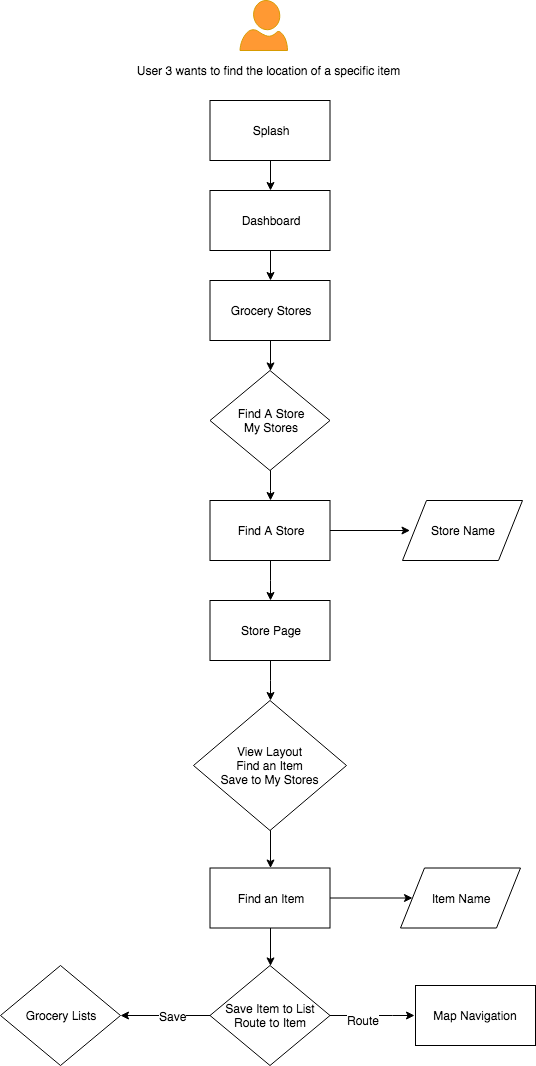 User 3 wants to find the location of a specific item
Splash
Dashboard
Grocery Stores
Find A Store
My Stores
Find A Store
Store Name
Store Page
View Layout
Find an Item
Save to My Stores
Find an Item
Item Name
Grocery Lists
Save
Save Item to List
Route to Item
Route
Map Navigation